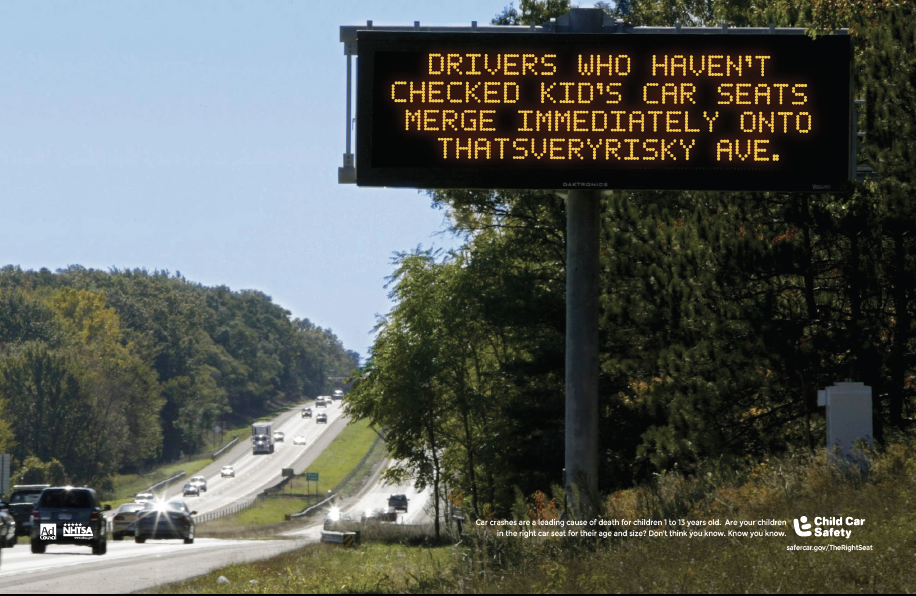 DRIVERS WHO HAVEN'T
CHECKED KID'S CAR SEATS
MERGE IMMEDIATELY ONTO
THATSVERYRISKY AVE.
DAKTRONICS
Car crashes are a leading cause of death for children 1 to 13 years old. Are your children
in the right car seat for their age and size? Don't think you know. Know you know.
Child Car
Safety
safercar.gov/TheRightSeat
Ad
Council
NHTSA